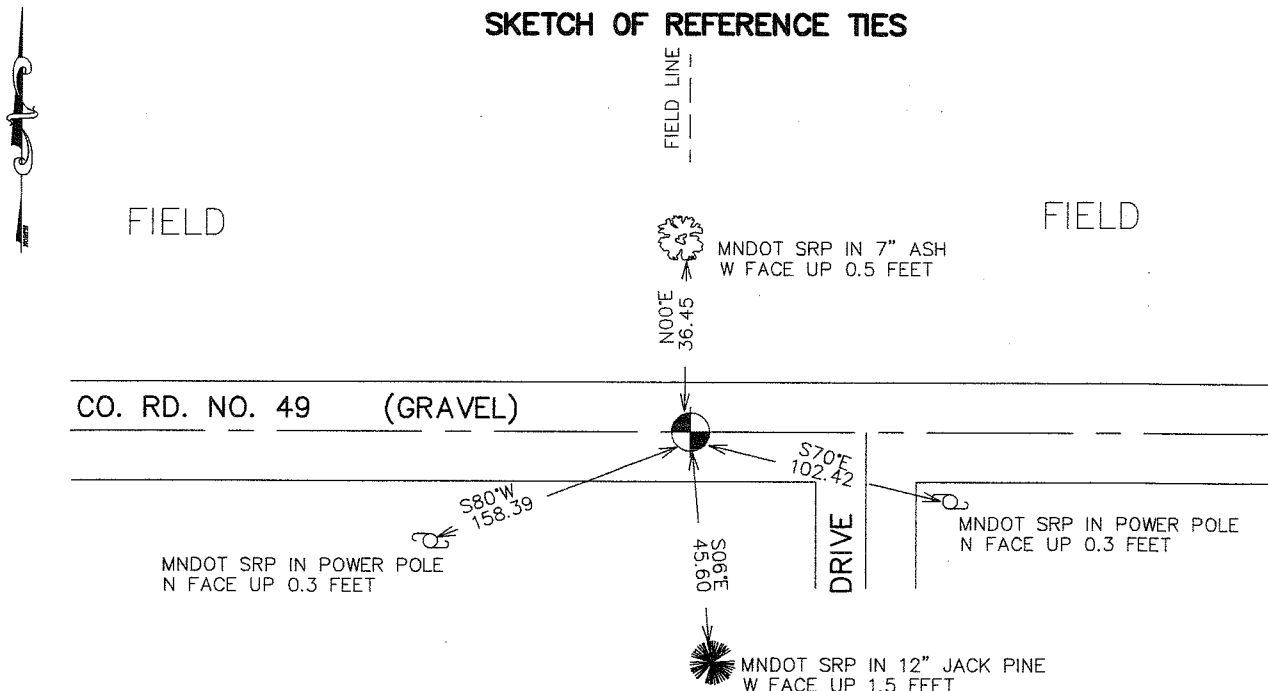 SKETCH OF REFERENCE TIES
FIELD LINE
FIELD
FIELD
MNDOT SRP IN 7" ASH
W FACE UP 0.5 FEET
N00°E
36.45
CO. RD. NO. 49 (GRAVEL)
S70°E
102.42
S80°W
158.39
MNDOT SRP IN POWER POLE
N FACE UP 0.3 FEET
MNDOT SRP IN POWER POLE
N FACE UP 0.3 FEET
S06°E
45.60
DRIVE
MNDOT SRP IN 12" JACK PINE
W FACE UP 1.5 FEET